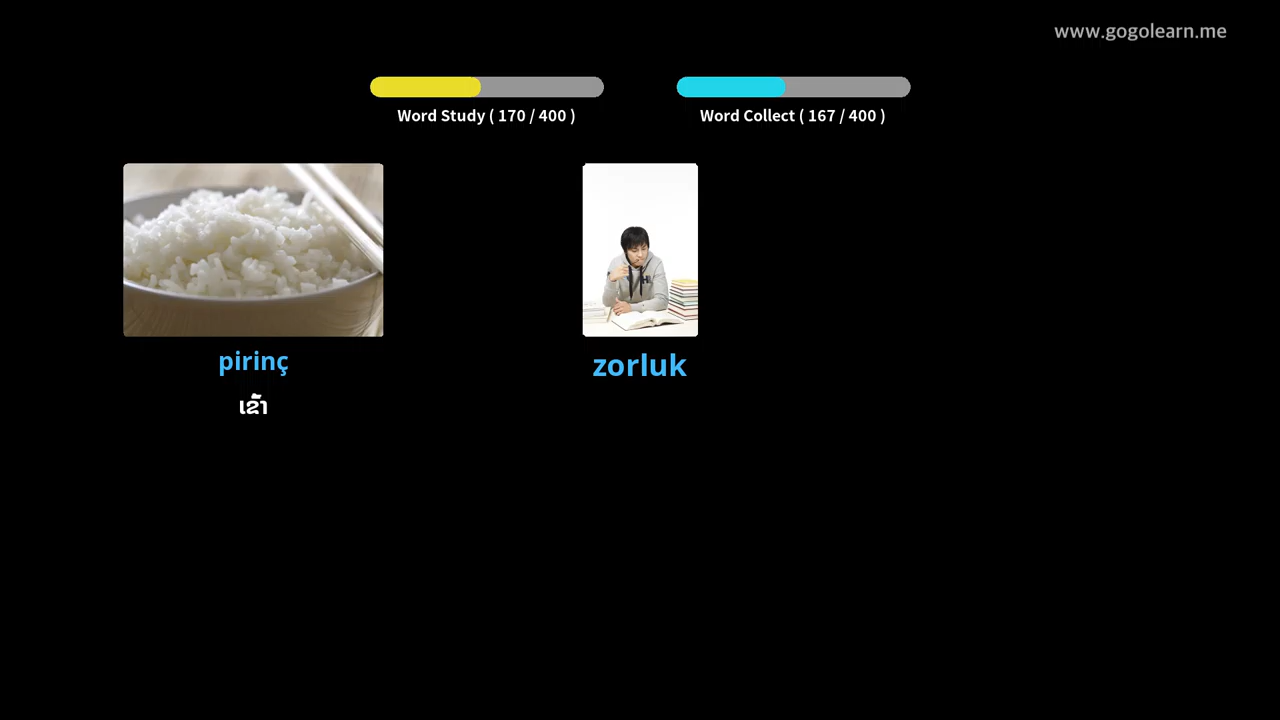 www.gogolearn.me
Word Study ( 170 / 400 )
Word Collect ( 167 / 400 )
pirinç
zorluk
ເຂົ້າ